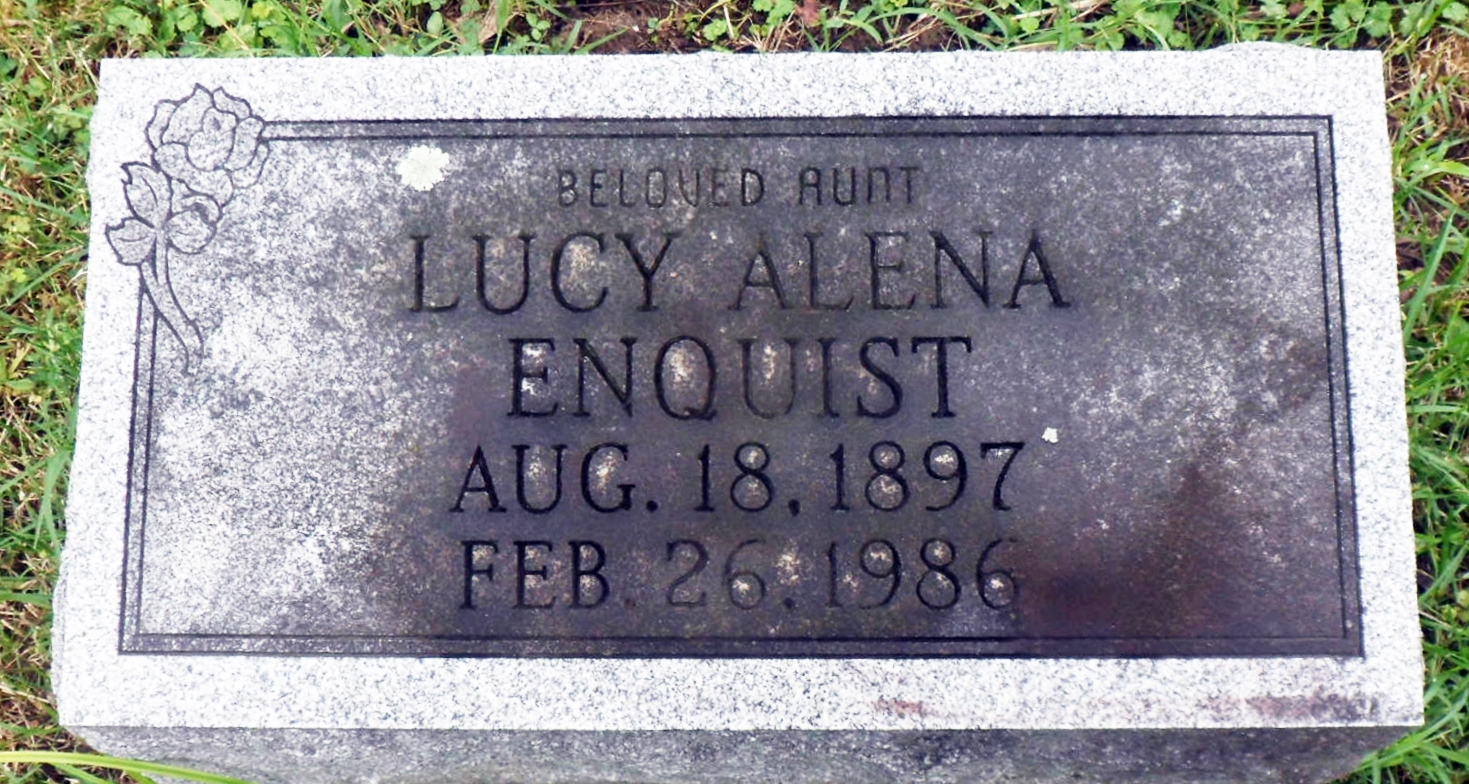 BELOVED AUNT
LUCY ALENA
ENQUIST
AUG. 18, 1897
FEB. 26, 1986